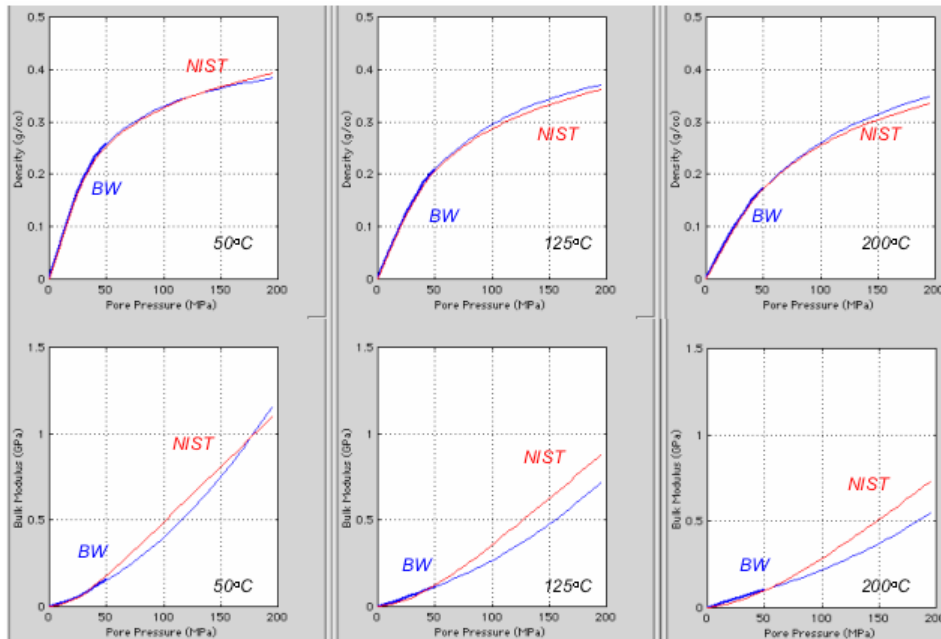 0.5
0.4
0.3
0.2
0.1
0
Density (g/cc)
NIST
BW
50ºC
0 50 100 150 200
Pore Pressure (MPa)
0.5
0.4
0.3
0.2
0.1
0
Density (g/cc)
NIST
BW
125ºC
0 50 100 150 200
Pore Pressure (MPa)
0.5
0.4
0.3
0.2
0.1
0
Density (g/cc)
NIST
BW
200ºC
0 50 100 150 200
Pore Pressure (MPa)
1.5
1
0.5
0
Bulk Modulus (GPa)
NIST
BW
50ºC
0 50 100 150 200
Pore Pressure (MPa)
1.5
1
0.5
0
Bulk Modulus (GPa)
NIST
BW
125ºC
0 50 100 150 200
Pore Pressure (MPa)
1.5
1
0.5
0
Bulk Modulus (GPa)
NIST
BW
200ºC
0 50 100 150 200
Pore Pressure (MPa)